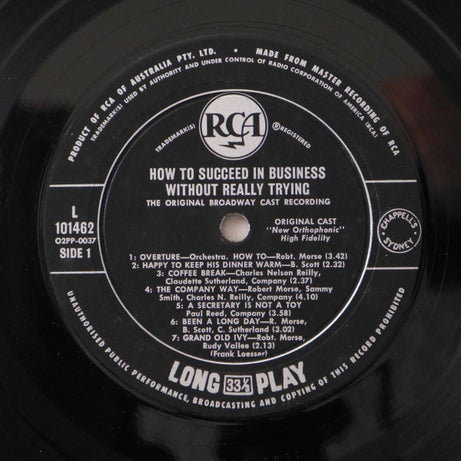 PRODUCT OF RCA OF AUSTRALIA PTY. LTD. • MADE FROM MASTER RECORDING OF RCA
TRADEMARK(S) USED BY AUTHORITY AND UNDER CONTROL OF RADIO CORPORATION OF AMERICA (RCA)
RCA
TRADEMARK(S) ® REGISTERED
HOW TO SUCCEED IN BUSINESS
WITHOUT REALLY TRYING
THE ORIGINAL BROADWAY CAST RECORDING
L
101462
O2PP-0037
SIDE 1
ORIGINAL CAST
"New Orthophonic"
High Fidelity
CHAPPELL'S
SYDNEY
1: OVERTURE—Orchestra. HOW TO—Robt. Morse (3.42)
2: HAPPY TO KEEP HIS DINNER WARM—B. Scott (2.32)
3: COFFEE BREAK—Charles Nelson Reilly,
Claudette Sutherland, Company (2.37)
4: THE COMPANY WAY—Robert Morse, Sammy
Smith, Charles N. Reilly, Company (4.10)
5: A SECRETARY IS NOT A TOY
Paul Reed, Company (3.58)
6: BEEN A LONG DAY—R. Morse,
B. Scott, C. Sutherland (3.02)
7: GRAND OLD IVY—Robt. Morse,
Rudy Vallee (2.13)
(Frank Loesser)
LONG 33⅓ PLAY
UNAUTHORISED PUBLIC PERFORMANCE, BROADCASTING AND COPYING OF THIS RECORD PROHIBITED